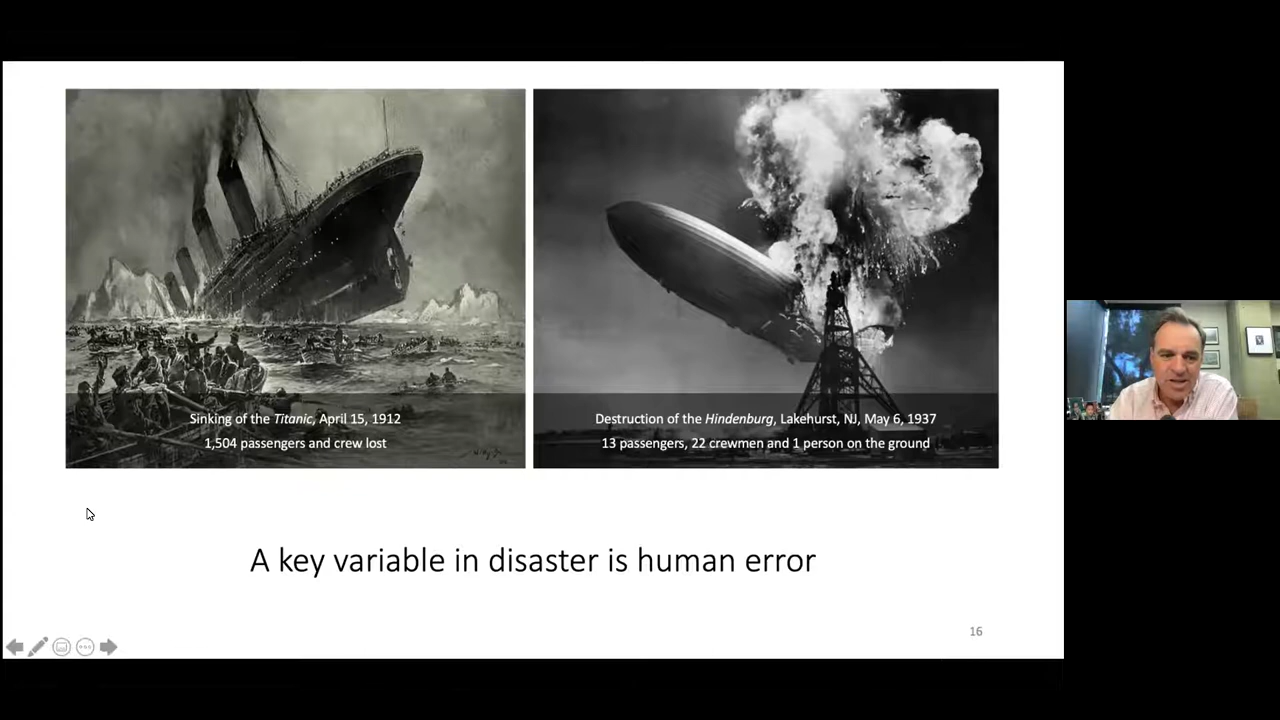 Sinking of the Titanic, April 15, 1912
1,504 passengers and crew lost
Destruction of the Hindenburg, Lakehurst, NJ, May 6, 1937
13 passengers, 22 crewmen and 1 person on the ground
A key variable in disaster is human error
16